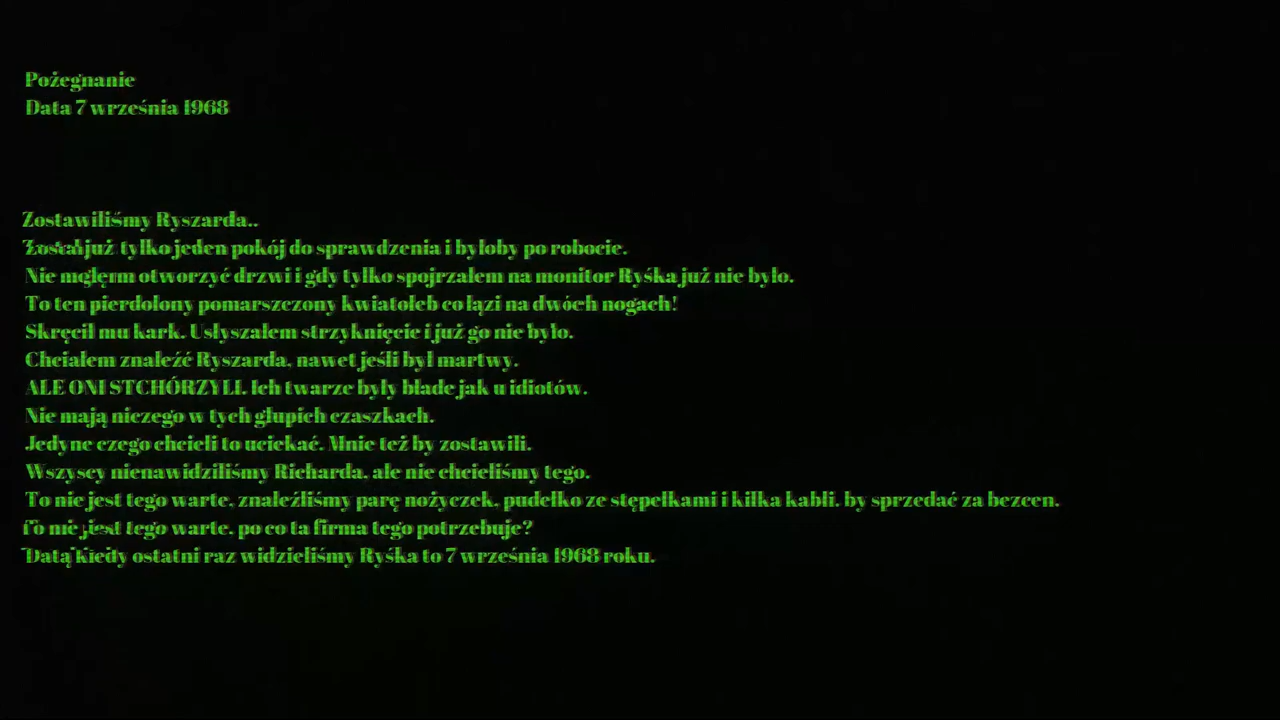 Pożegnanie
Data 7 września 1968
Zostawiliśmy Ryszarda..
Został już tylko jeden pokój do sprawdzenia i byłoby po robocie.
Nie mgłęrm otworzyć drzwi i gdy tylko spojrzałem na monitor Ryśka już nie było.
To ten pierdolony pomarszczony kwiatołeb co łązi na dwóch nogach!
Skręcił mu kark. Usłyszałem strzyknięcie i już go nie było.
Chciałem znaleźć Ryszarda, nawet jeśli był martwy.
ALE ONI STCHÓRZYLI. Ich twarze były blade jak u idiotów.
Nie mają niczego w tych głupich czaszkach.
Jedyne czego chcieli to uciekać. Mnie też by zostawili.
Wszyscy nienawidziliśmy Richarda, ale nie chcieliśmy tego.
To nie jest tego warte, znaleźliśmy parę nożyczek, pudełko ze stępelkami i kilka kabli, by sprzedać za bezcen.
To nie jest tego warte, po co ta firma tego potrzebuje?
Datą kiedy ostatni raz widzieliśmy Ryśka to 7 września 1968 roku.